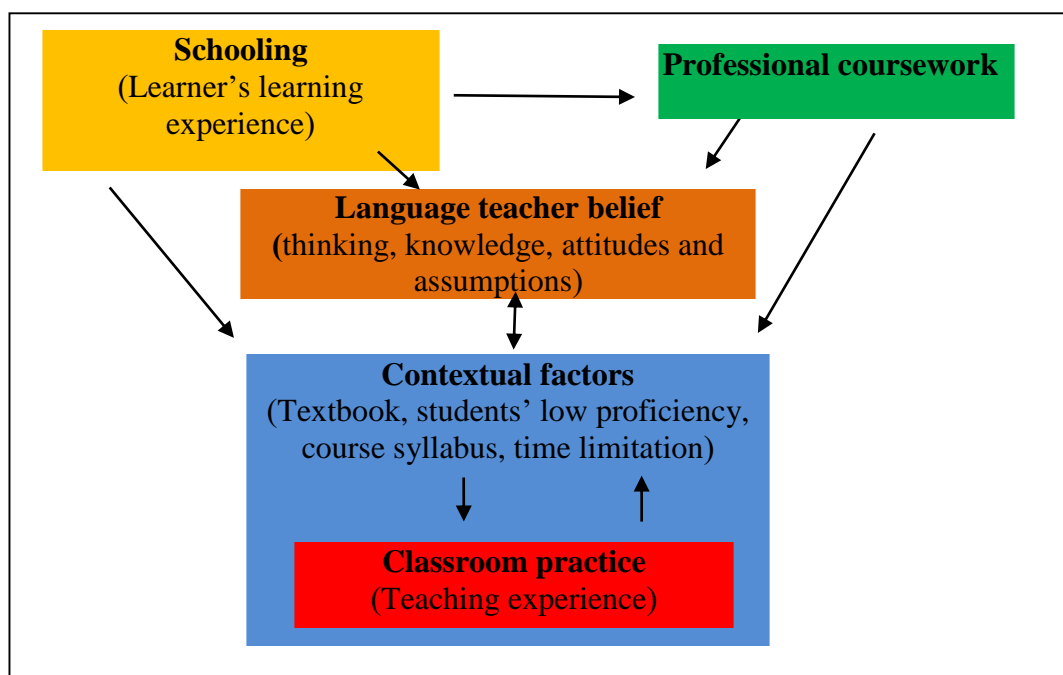 Schooling
(Learner’s learning
experience)
Professional coursework
Language teacher belief
(thinking, knowledge, attitudes and
assumptions)
Contextual factors
(Textbook, students’ low proficiency,
course syllabus, time limitation)
Classroom practice
(Teaching experience)